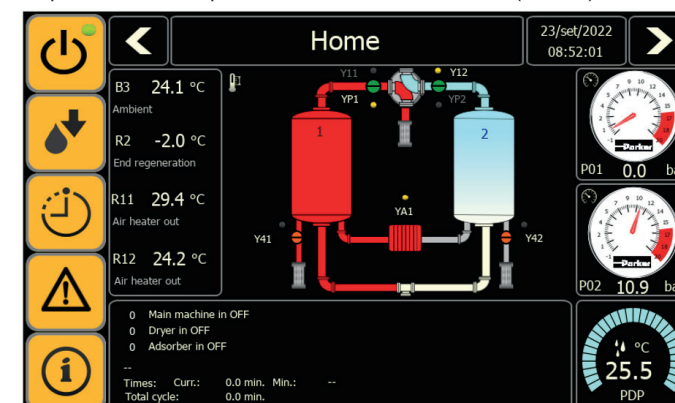 Home
23/set/2022
08:52:01
B3 24.1 °C
Ambient
R2 -2.0 °C
End regeneration
R11 29.4 °C
Air heater out
R12 24.2 °C
Air heater out
Y11
Y12
YP1
YP2
1
2
YA1
Y41
Y42
Parker
P01 0.0 ba
Parker
P02 10.9 ba
°C
25.5
PDP
0 Main machine in OFF
0 Dryer in OFF
0 Adsorber in OFF
--
Times: Curr.: 0.0 min. Min.: --
Total cycle: 0.0 min.